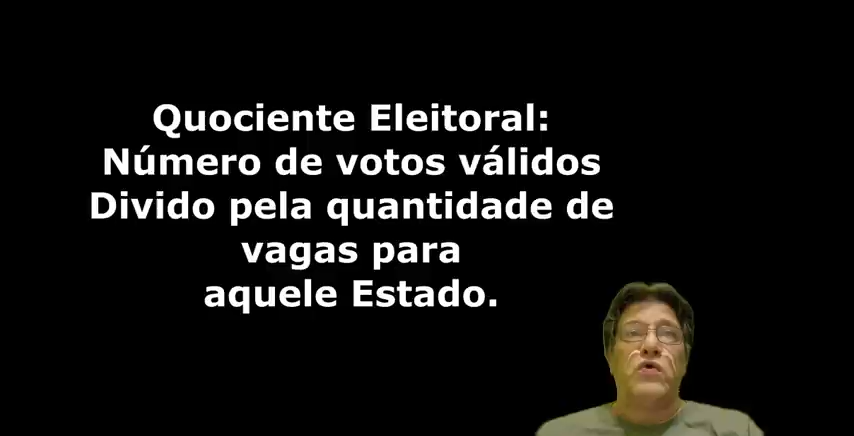 Quociente Eleitoral:
Número de votos válidos
Divido pela quantidade de
vagas para
aquele Estado.